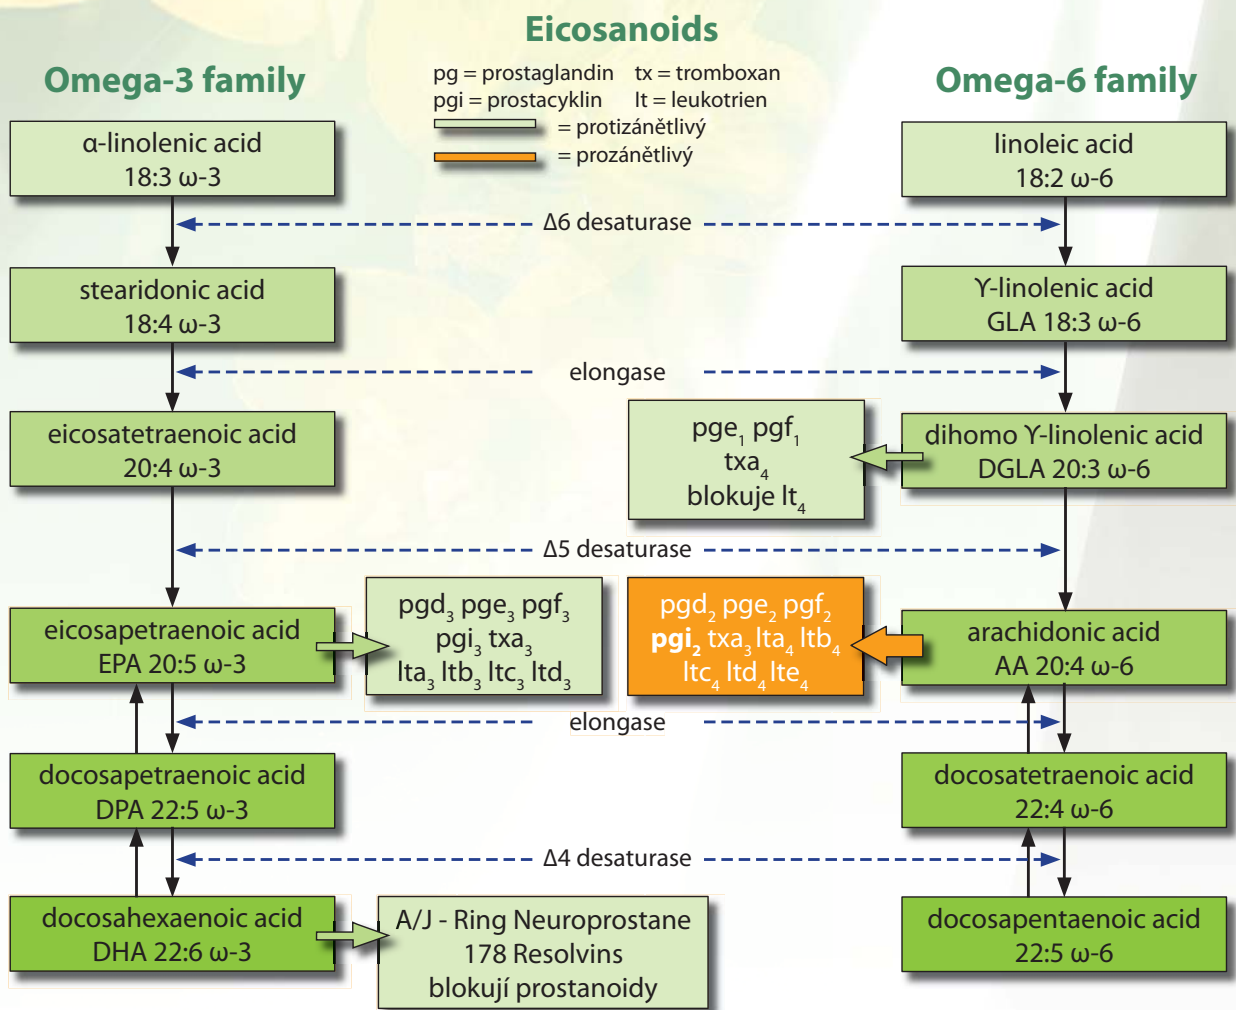 Eicosanoids
pg = prostaglandin tx = tromboxan
pgi = prostacyklin lt = leukotrien
= protizánětlivý
= prozánětlivý
Omega-3 family
Omega-6 family
α-linolenic acid
18:3 ω-3
linoleic acid
18:2 ω-6
Δ6 desaturase
stearidonic acid
18:4 ω-3
ϒ-linolenic acid
GLA 18:3 ω-6
elongase
eicosatetraenoic acid
20:4 ω-3
pge₁ pgf₁
txa₄
blokuje lt₄
dihomo ϒ-linolenic acid
DGLA 20:3 ω-6
Δ5 desaturase
eicosapetraenoic acid
EPA 20:5 ω-3
pgd₃ pge₃ pgf₃
pgi₃ txa₃
lta₃ ltb₃ ltc₃ ltd₃
pgd₂ pge₂ pgf₂
pgi₂ txa₃ lta₄ ltb₄
ltc₄ ltd₄ lte₄
arachidonic acid
AA 20:4 ω-6
elongase
docosapetraenoic acid
DPA 22:5 ω-3
docosatetraenoic acid
22:4 ω-6
Δ4 desaturase
docosahexaenoic acid
DHA 22:6 ω-3
A/J - Ring Neuroprostane
178 Resolvins
blokují prostanoidy
docosapentaenoic acid
22:5 ω-6